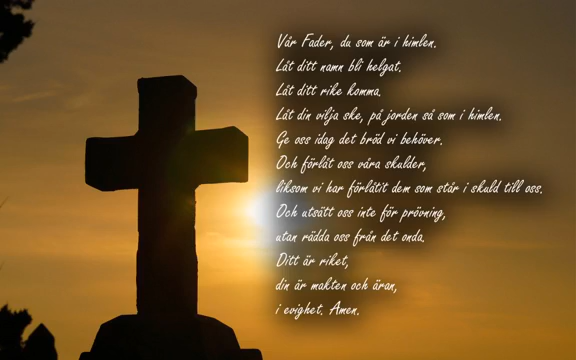 Vår Fader, du som är i himlen.
Låt ditt namn bli helgat.
Låt ditt rike komma.
Låt din vilja ske, på jorden så som i himlen.
Ge oss idag det bröd vi behöver.
Och förlåt oss våra skulder,
liksom vi har förlåtit dem som står i skuld till oss.
Och utsätt oss inte för prövning,
utan rädda oss från det onda.
Ditt är riket,
din är makten och äran,
i evighet. Amen.